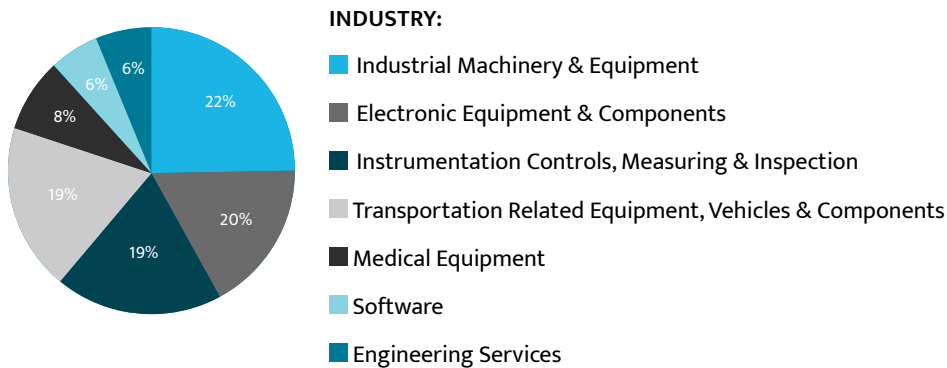 INDUSTRY:
Industrial Machinery & Equipment
Electronic Equipment & Components
Instrumentation Controls, Measuring & Inspection
Transportation Related Equipment, Vehicles & Components
Medical Equipment
Software
Engineering Services
22%
20%
19%
19%
8%
6%
6%